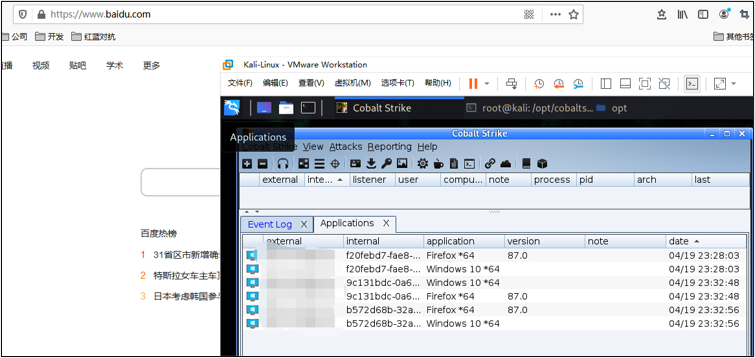 https://www.baidu.com
公司 开发 红蓝对抗 其他书签
直播 视频 贴吧 学术 更多
Kali-Linux - VMware Workstation
文件(F) 编辑(E) 查看(V) 虚拟机(M) 选项卡(T) 帮助(H)
Cobalt Strike root@kali: /opt/cobalts... opt
Applications
Cobalt Strike
Cobalt Strike View Attacks Reporting Help
external inte... listener user compu... note process pid arch last
Event Log X Applications X
external internal application version note date
f20febd7-fae8-... Firefox *64 87.0 04/19 23:28:03
f20febd7-fae8-... Windows 10 *64 04/19 23:28:03
9c131bdc-0a6... Firefox *64 04/19 23:32:48
9c131bdc-0a6... Firefox *64 87.0 04/19 23:32:48
b572d68b-32a... Firefox *64 87.0 04/19 23:32:56
b572d68b-32a... Windows 10 *64 04/19 23:32:56
百度热榜
1 31省区市新增确
2 特斯拉女车主车
3 日本考虑韩国参与